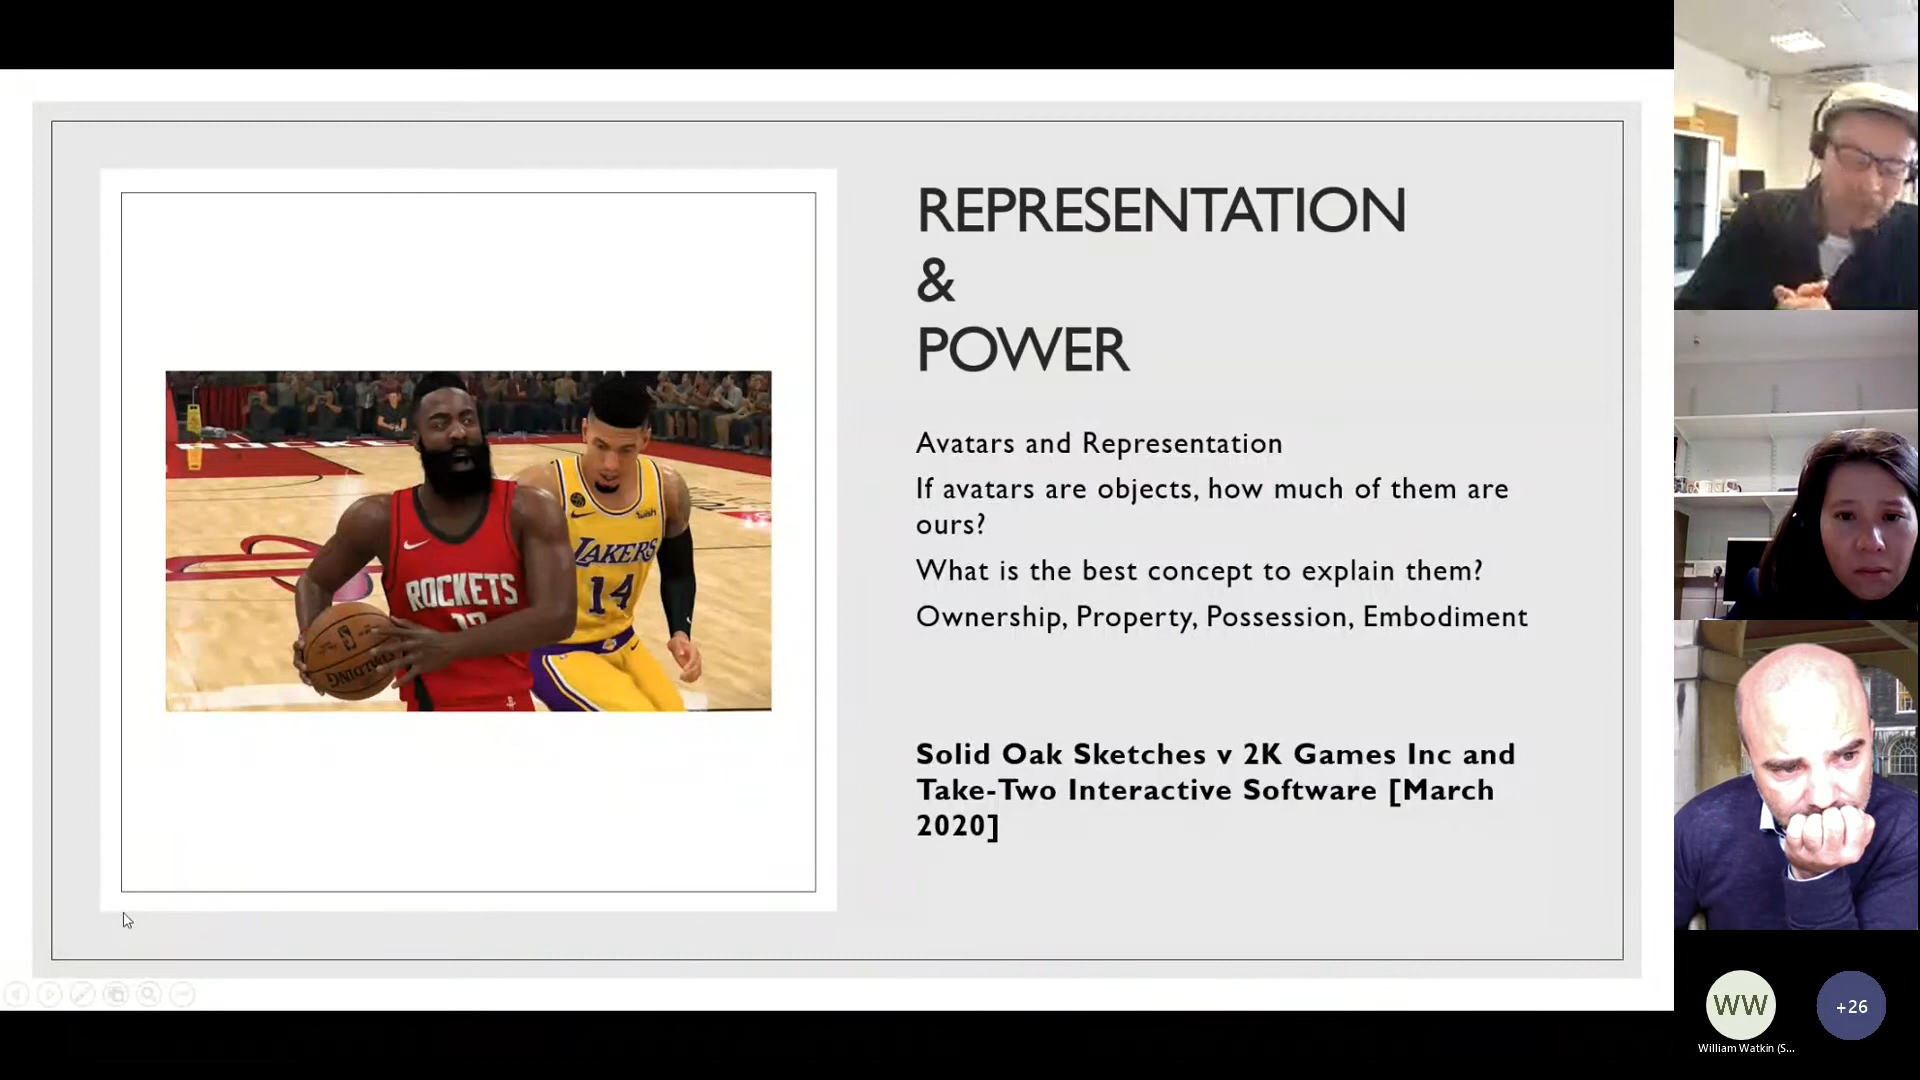 REPRESENTATION
&
POWER
Avatars and Representation
If avatars are objects, how much of them are
ours?
What is the best concept to explain them?
Ownership, Property, Possession, Embodiment
Solid Oak Sketches v 2K Games Inc and
Take-Two Interactive Software [March
2020]
ROCKETS
LAKERS
14
SPALDING
wish
WW
+26
William Watkin (S...